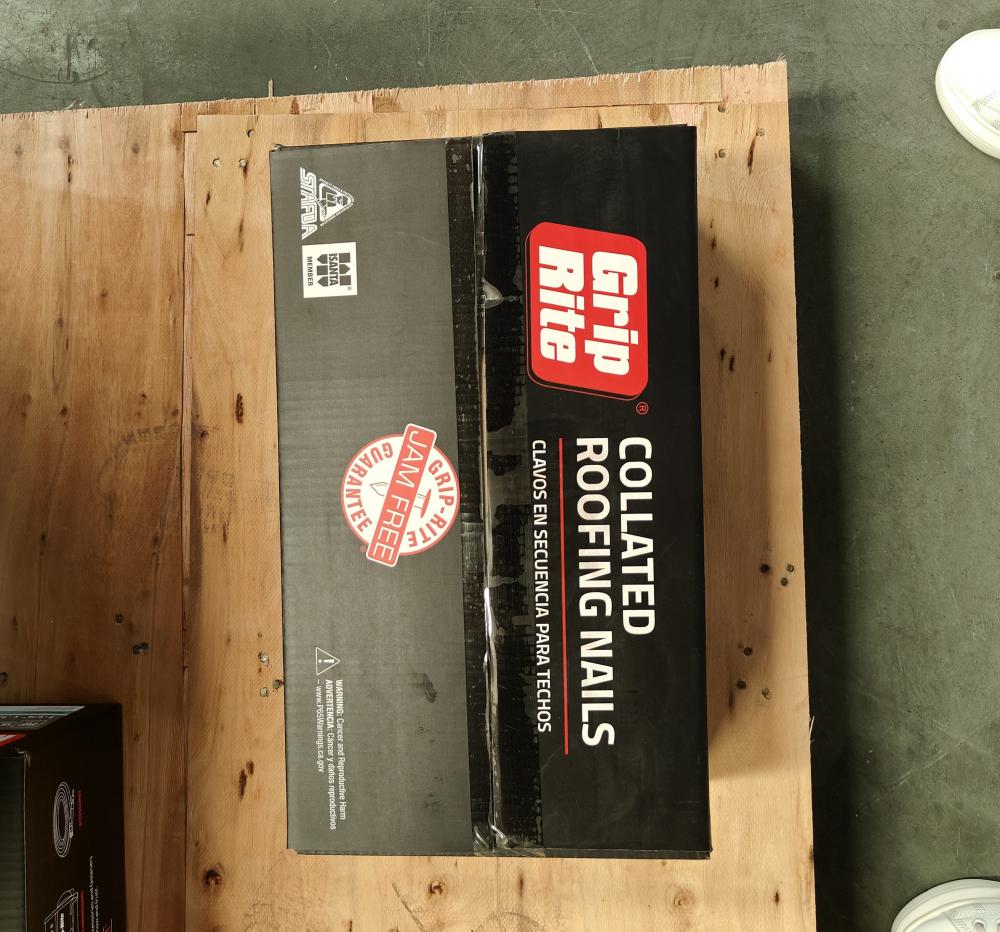 Grip
Rite
®
COLLATED
ROOFING NAILS
CLAVOS EN SECUENCIA PARA TECHOS
STAFDA
ISANTA
MEMBER
GRIP-RITE
JAM FREE
GUARANTEE
®
WARNING: Cancer and Reproductive Harm
ADVERTENCIA: Cáncer y daños reproductivos
– www.P65Warnings.ca.gov